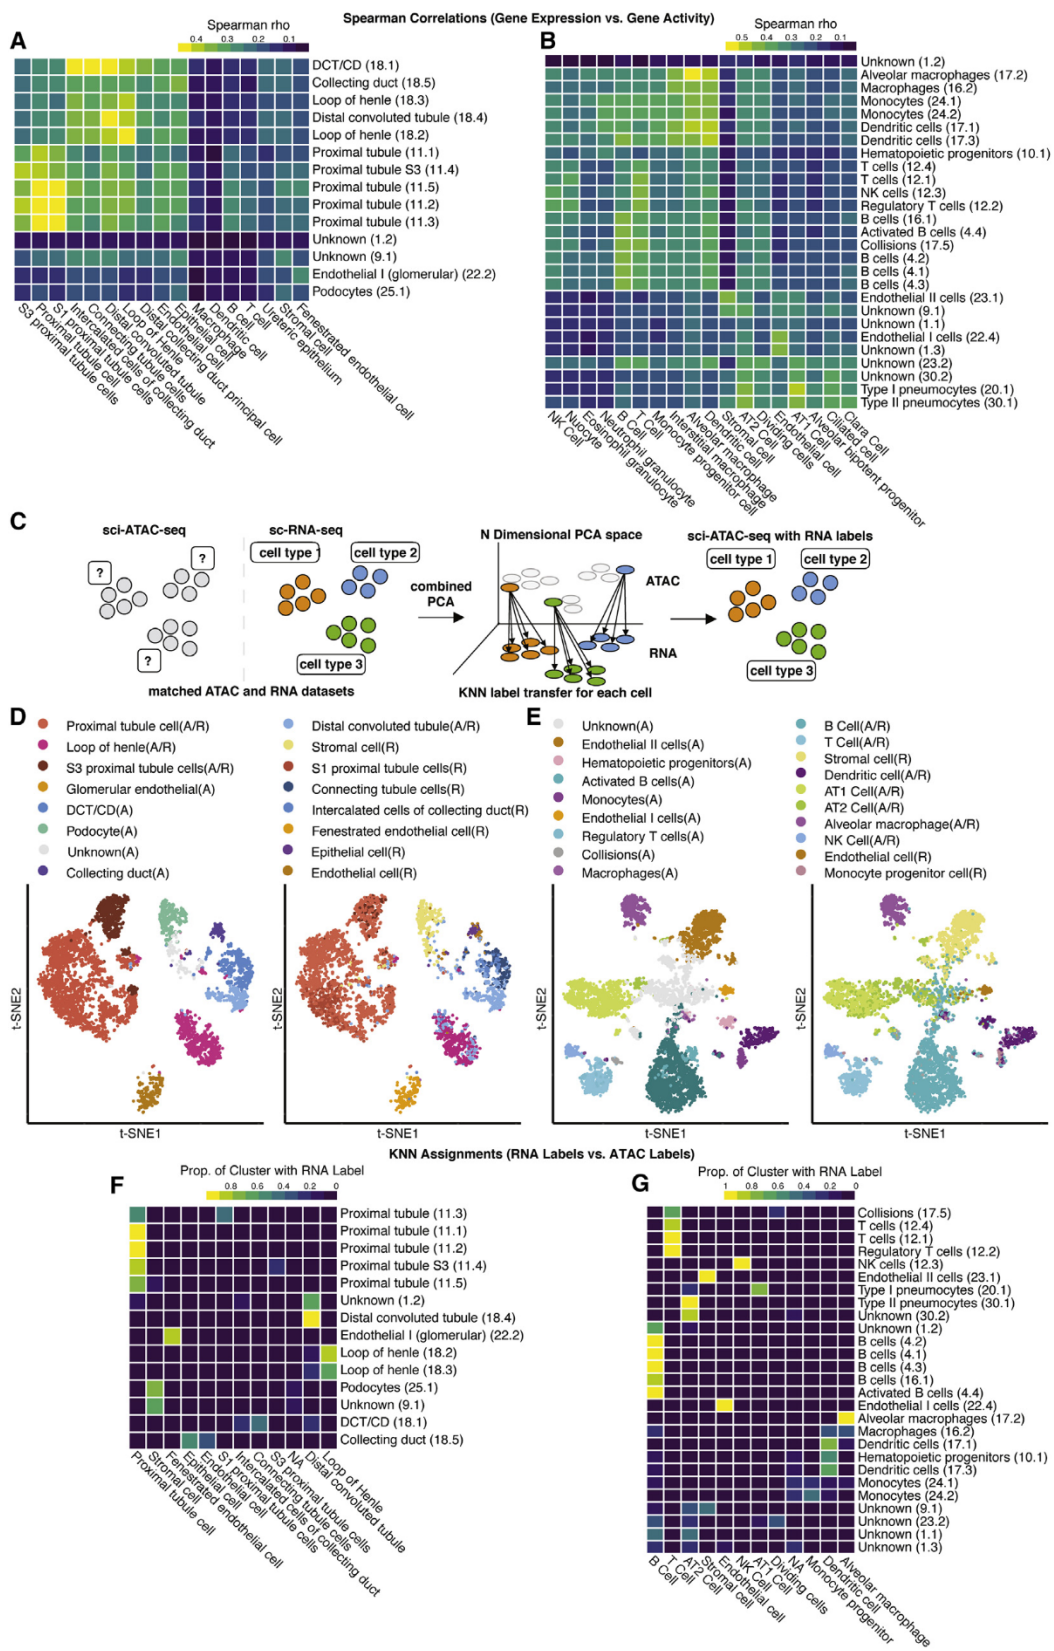 Spearman Correlations (Gene Expression vs. Gene Activity)
A
Spearman rho
0.4 0.3 0.2 0.1
DCT/CD (18.1)
Collecting duct (18.5)
Loop of henle (18.3)
Distal convoluted tubule (18.4)
Loop of henle (18.2)
Proximal tubule (11.1)
Proximal tubule S3 (11.4)
Proximal tubule (11.5)
Proximal tubule (11.2)
Proximal tubule (11.3)
Unknown (1.2)
Unknown (9.1)
Endothelial I (glomerular) (22.2)
Podocytes (25.1)
S3 proximal tubule cells
Proximal tubule cell
S1 proximal tubule cells
Intercalated cells of collecting duct
Connecting tubule cells
Distal convoluted tubule
Loop of Henle
Distal collecting duct principal cell
Endothelial cell
Epithelial cell
Macrophage
Dendritic cell
B cell
T cell
Ureteric epithelium
Stromal cell
Fenestrated endothelial cell
B
Spearman rho
0.5 0.4 0.3 0.2 0.1
Unknown (1.2)
Alveolar macrophages (17.2)
Macrophages (16.2)
Monocytes (24.1)
Monocytes (24.2)
Dendritic cells (17.1)
Dendritic cells (17.3)
Hematopoietic progenitors (10.1)
T cells (12.4)
T cells (12.1)
NK cells (12.3)
Regulatory T cells (12.2)
B cells (16.1)
Activated B cells (4.4)
Collisions (17.5)
B cells (4.2)
B cells (4.1)
B cells (4.3)
Endothelial II cells (23.1)
Unknown (9.1)
Unknown (1.1)
Endothelial I cells (22.4)
Unknown (1.3)
Unknown (23.2)
Unknown (30.2)
Type I pneumocytes (20.1)
Type II pneumocytes (30.1)
NK Cell
Nuocyte
Eosinophil granulocyte
Neutrophil granulocyte
B Cell
T Cell
Monocyte progenitor cell
Interstitial macrophage
Alveolar macrophage
Dendritic cell
Stromal cell
AT2 Cell
Dividing cells
Endothelial cell
AT1 Cell
Alveolar bipotent progenitor
Ciliated cell
Clara Cell
C
sci-ATAC-seq
sc-RNA-seq
N Dimensional PCA space
sci-ATAC-seq with RNA labels
?
?
?
cell type 1
cell type 2
cell type 3
combined
PCA
ATAC
RNA
cell type 1
cell type 2
cell type 3
matched ATAC and RNA datasets
KNN label transfer for each cell
D
Proximal tubule cell(A/R)
Loop of henle(A/R)
S3 proximal tubule cells(A/R)
Glomerular endothelial(A)
DCT/CD(A)
Podocyte(A)
Unknown(A)
Collecting duct(A)
Distal convoluted tubule(A/R)
Stromal cell(R)
S1 proximal tubule cells(R)
Connecting tubule cells(R)
Intercalated cells of collecting duct(R)
Fenestrated endothelial cell(R)
Epithelial cell(R)
Endothelial cell(R)
t-SNE2
t-SNE1
t-SNE2
t-SNE1
E
Unknown(A)
Endothelial II cells(A)
Hematopoietic progenitors(A)
Activated B cells(A)
Monocytes(A)
Endothelial I cells(A)
Regulatory T cells(A)
Collisions(A)
Macrophages(A)
B Cell(A/R)
T Cell(A/R)
Stromal cell(R)
Dendritic cell(A/R)
AT1 Cell(A/R)
AT2 Cell(A/R)
Alveolar macrophage(A/R)
NK Cell(A/R)
Endothelial cell(R)
Monocyte progenitor cell(R)
t-SNE2
t-SNE1
t-SNE2
t-SNE1
KNN Assignments (RNA Labels vs. ATAC Labels)
F
Prop. of Cluster with RNA Label
0.8 0.6 0.4 0.2 0
Proximal tubule (11.3)
Proximal tubule (11.1)
Proximal tubule (11.2)
Proximal tubule S3 (11.4)
Proximal tubule (11.5)
Unknown (1.2)
Distal convoluted tubule (18.4)
Endothelial I (glomerular) (22.2)
Loop of henle (18.2)
Loop of henle (18.3)
Podocytes (25.1)
Unknown (9.1)
DCT/CD (18.1)
Collecting duct (18.5)
Proximal tubule cell
Stromal cell
Fenestrated endothelial cell
Epithelial cell
Endothelial cell
S1 proximal tubule cells
Intercalated cells of collecting duct
Connecting tubule cells
S3 proximal tubule cells
NA
Distal convoluted tubule
Loop of Henle
G
Prop. of Cluster with RNA Label
1 0.8 0.6 0.4 0.2 0
Collisions (17.5)
T cells (12.4)
T cells (12.1)
Regulatory T cells (12.2)
NK cells (12.3)
Endothelial II cells (23.1)
Type I pneumocytes (20.1)
Type II pneumocytes (30.1)
Unknown (30.2)
Unknown (1.2)
B cells (4.2)
B cells (4.1)
B cells (4.3)
B cells (16.1)
Activated B cells (4.4)
Endothelial I cells (22.4)
Alveolar macrophages (17.2)
Macrophages (16.2)
Dendritic cells (17.1)
Hematopoietic progenitors (10.1)
Dendritic cells (17.3)
Monocytes (24.1)
Monocytes (24.2)
Unknown (9.1)
Unknown (23.2)
Unknown (1.1)
Unknown (1.3)
B Cell
T Cell
AT2 Cell
Stromal cell
Endothelial cell
NK Cell
AT1 Cell
Dividing cells
NA
Monocyte progenitor
Dendritic cell
Alveolar macrophage